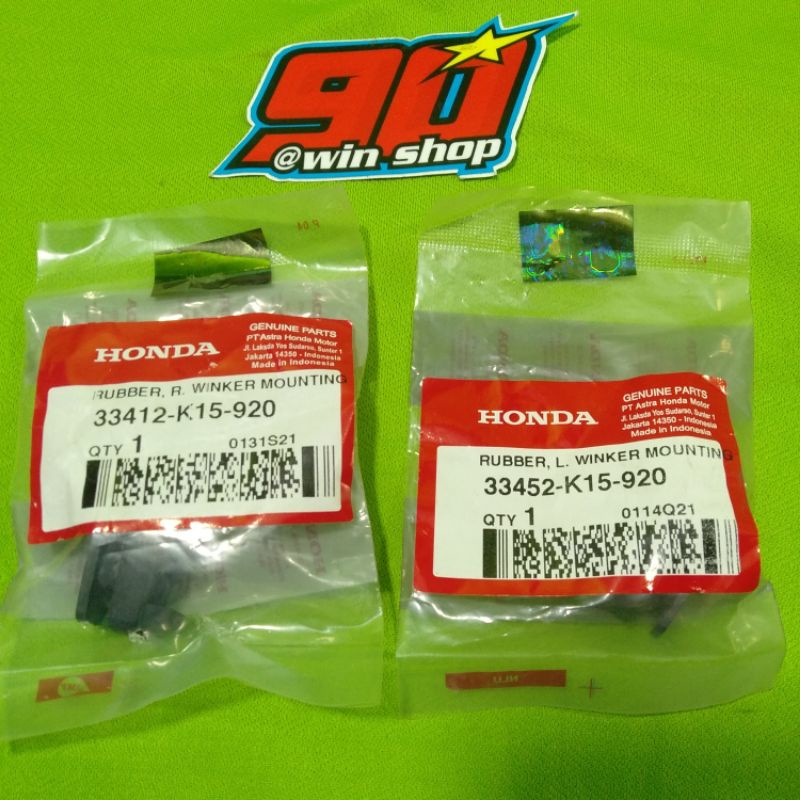 90
@win shop
P 04
HONDA
GENUINE PARTS
PT Astra Honda Motor
Jl. Laksda Yos Sudarso, Sunter 1
Jakarta 14350 - Indonesia
Made in Indonesia
RUBBER, R. WINKER MOUNTING
33412-K15-920
QTY 1
0131S21
HONDA
GENUINE PARTS
PT Astra Honda Motor
Jl. Laksda Yos Sudarso, Sunter 1
Jakarta 14350 - Indonesia
Made in Indonesia
RUBBER, L. WINKER MOUNTING
33452-K15-920
QTY 1
0114Q21